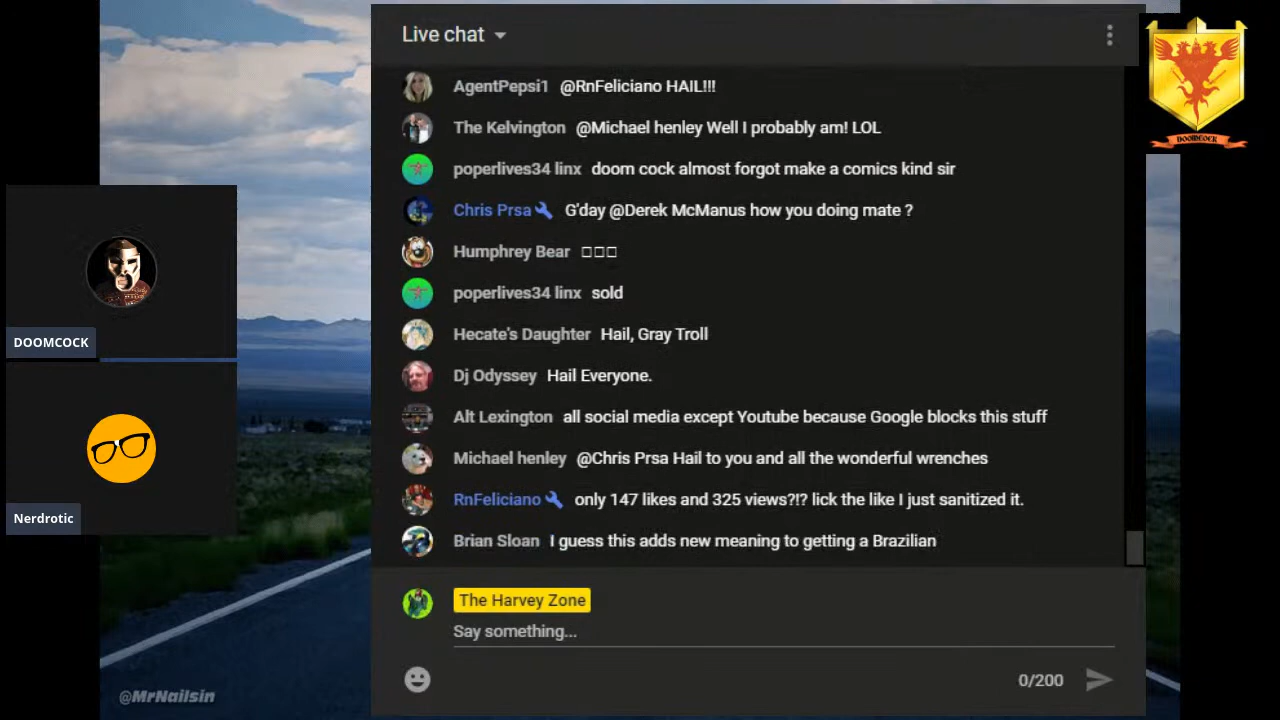 Live chat
AgentPepsi1 @RnFeliciano HAIL!!!
The Kelvington @Michael henley Well I probably am! LOL
poperlives34 linx doom cock almost forgot make a comics kind sir
Chris Prsa G'day @Derek McManus how you doing mate ?
Humphrey Bear □□□
poperlives34 linx sold
Hecate's Daughter Hail, Gray Troll
Dj Odyssey Hail Everyone.
Alt Lexington all social media except Youtube because Google blocks this stuff
Michael henley @Chris Prsa Hail to you and all the wonderful wrenches
RnFeliciano only 147 likes and 325 views?!? lick the like I just sanitized it.
Brian Sloan I guess this adds new meaning to getting a Brazilian
The Harvey Zone
Say something...
0/200
DOOMCOCK
Nerdrotic
@MrNailsin
DOOMCOCK